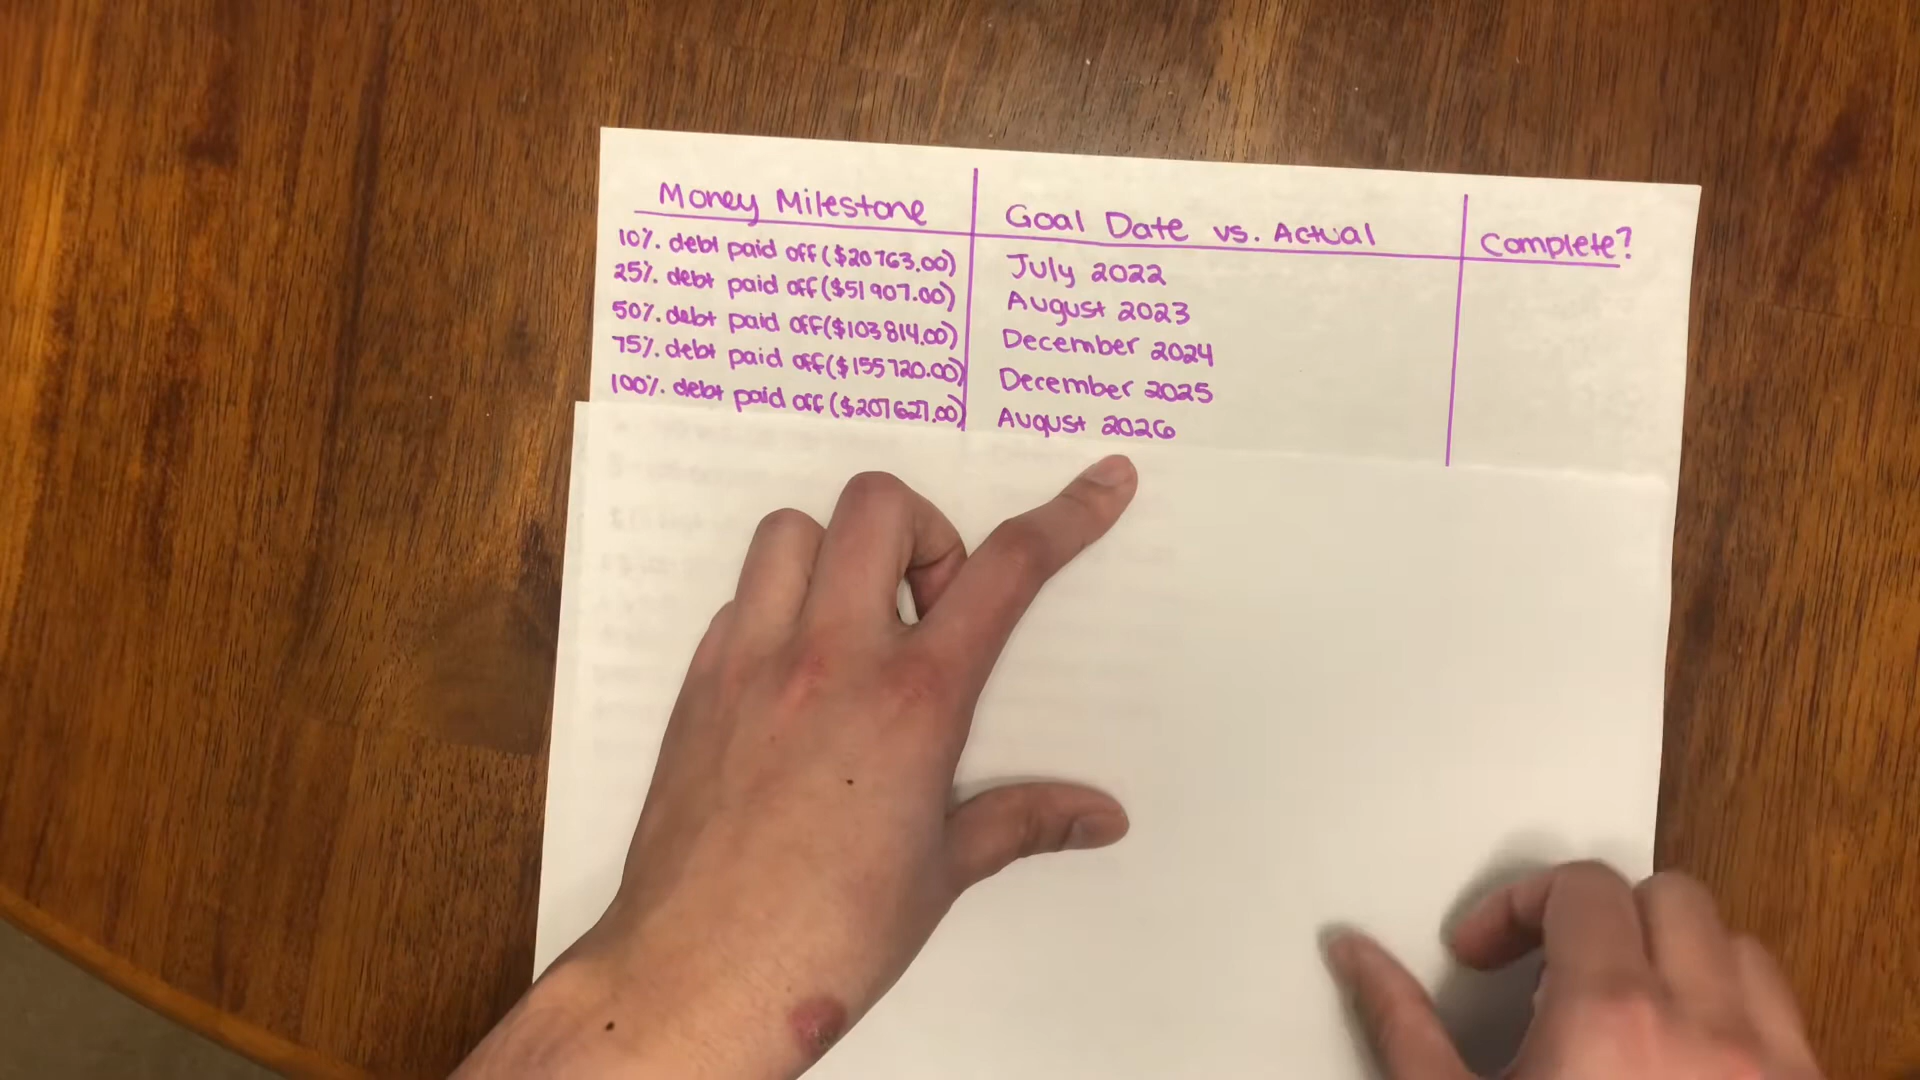 Money Milestone
Goal Date vs. Actual
Complete?
10%. debt paid off ($20763.00)
July 2022
25%. debt paid off ($51907.00)
August 2023
50%. debt paid off ($103814.00)
December 2024
75%. debt paid off ($155720.00)
December 2025
100%. debt paid off ($207627.00)
August 2026